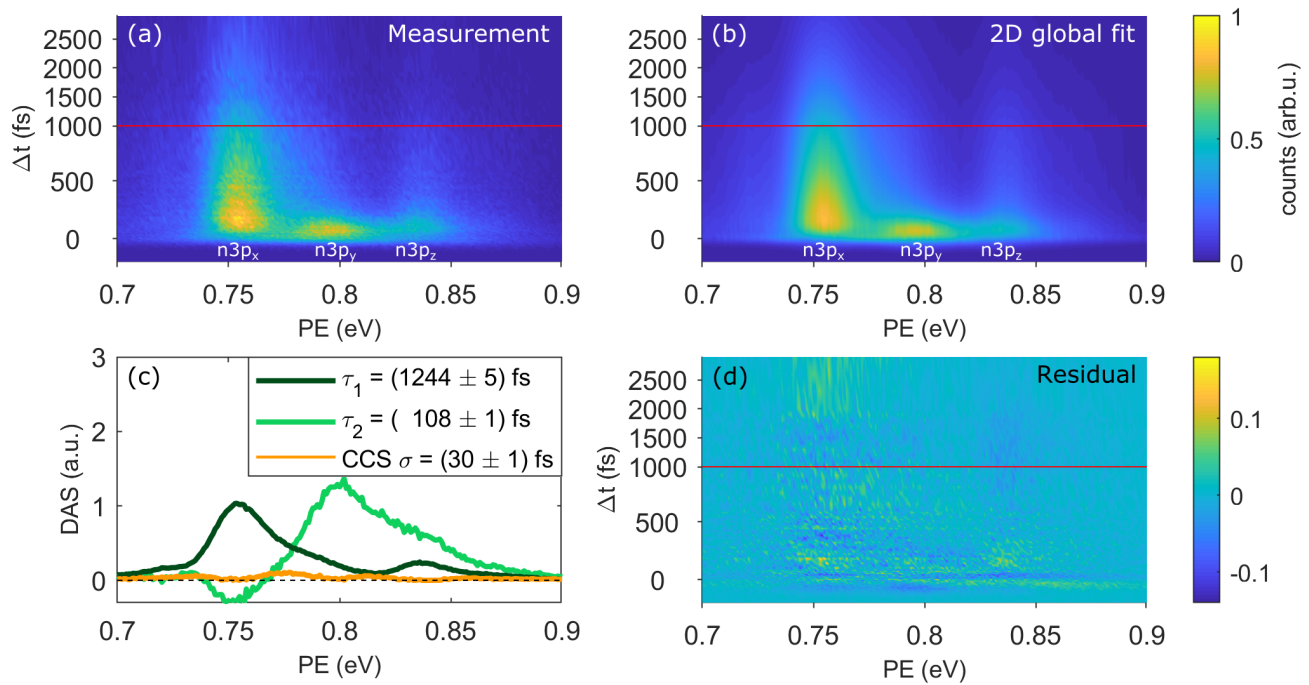 (a) Measurement
2500
2000
1500
1000
500
0
Δt (fs)
n3pₓ n3p_y n3p_z
0.7 0.75 0.8 0.85 0.9
PE (eV)
(b) 2D global fit
2500
2000
1500
1000
500
0
n3pₓ n3p_y n3p_z
0.7 0.75 0.8 0.85 0.9
PE (eV)
1
0.5
0
counts (arb.u.)
(c)
τ₁ = (1244 ± 5) fs
τ₂ = ( 108 ± 1) fs
CCS σ = (30 ± 1) fs
3
2
1
0
DAS (a.u.)
0.7 0.75 0.8 0.85 0.9
PE (eV)
(d) Residual
2500
2000
1500
1000
500
0
Δt (fs)
0.7 0.75 0.8 0.85 0.9
PE (eV)
0.1
0
-0.1